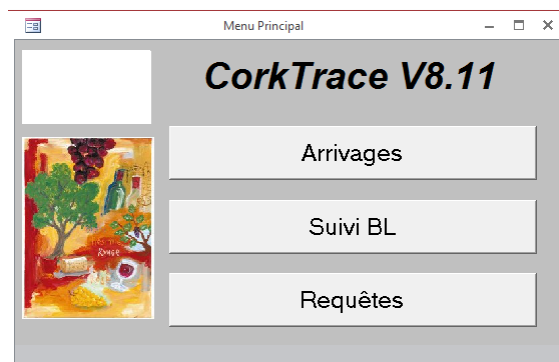 Menu Principal
CorkTrace V8.11
Arrivages
Suivi BL
Requêtes